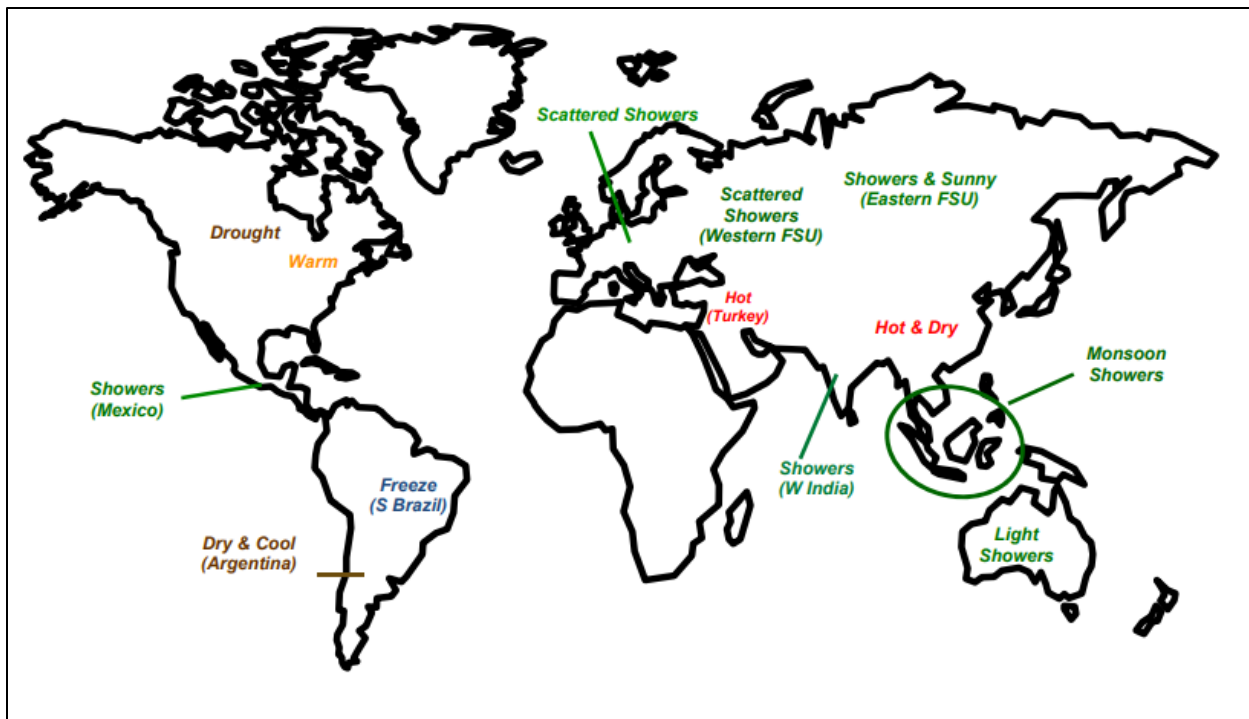 Scattered Showers
Showers & Sunny
(Eastern FSU)
Scattered
Showers
(Western FSU)
Drought
Warm
Hot
(Turkey)
Hot & Dry
Monsoon
Showers
Showers
(Mexico)
Showers
(W India)
Freeze
(S Brazil)
Dry & Cool
(Argentina)
Light
Showers